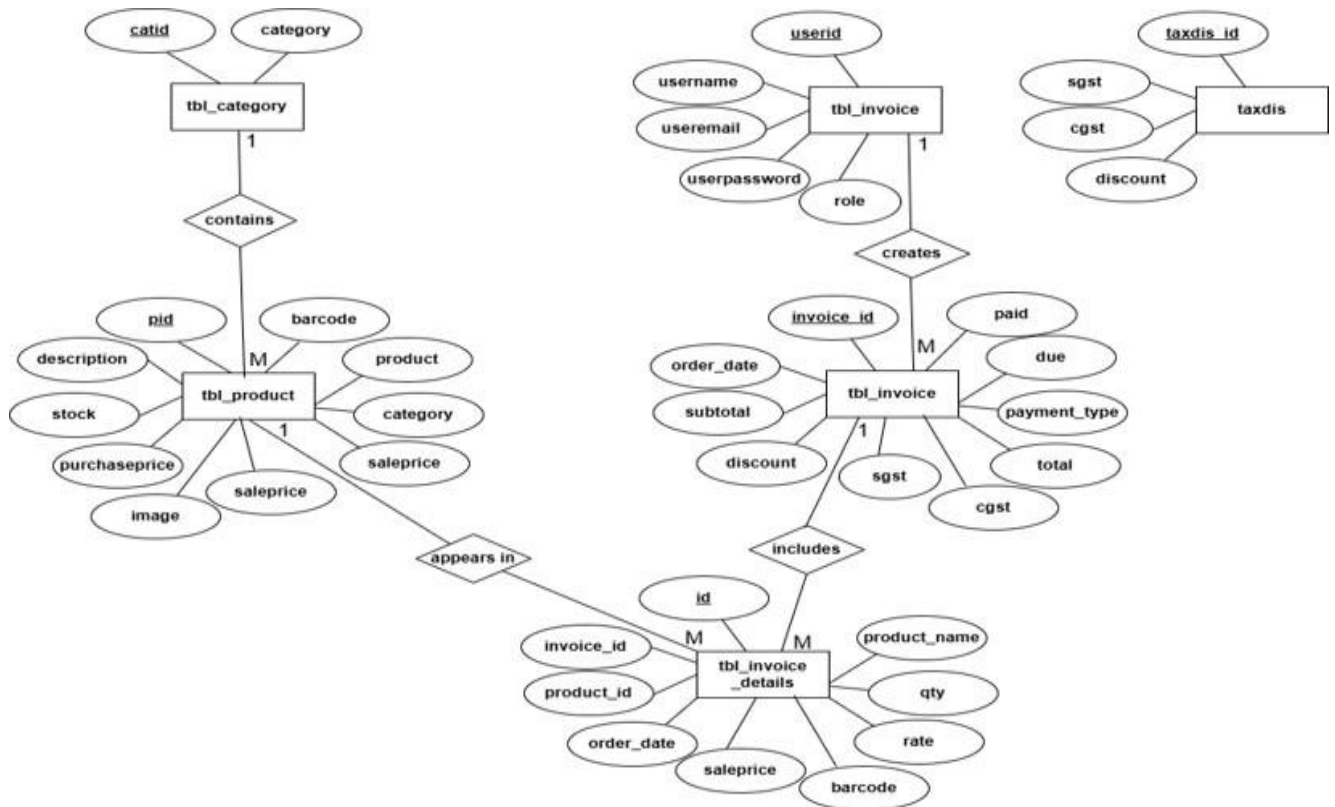 catid
category
tbl_category
1
contains
M
pid
barcode
description
product
tbl_product
stock
category
1
purchaseprice
saleprice
saleprice
image
appears in
M
userid
username
tbl_invoice
useremail
1
userpassword
role
creates
M
invoice_id
paid
order_date
due
tbl_invoice
subtotal
payment_type
1
discount
sgst
total
cgst
includes
M
id
invoice_id
product_name
tbl_invoice
_details
product_id
qty
order_date
rate
saleprice
barcode
taxdis_id
sgst
taxdis
cgst
discount